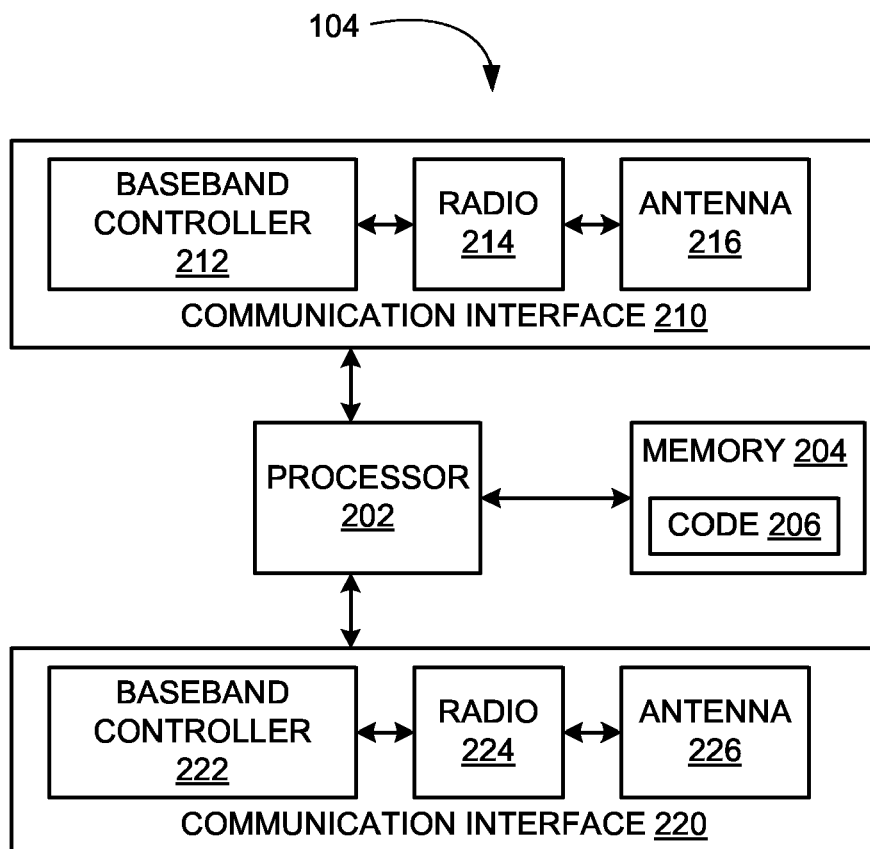 104
BASEBAND
CONTROLLER
212
RADIO
214
ANTENNA
216
COMMUNICATION INTERFACE 210
PROCESSOR
202
MEMORY 204
CODE 206
BASEBAND
CONTROLLER
222
RADIO
224
ANTENNA
226
COMMUNICATION INTERFACE 220